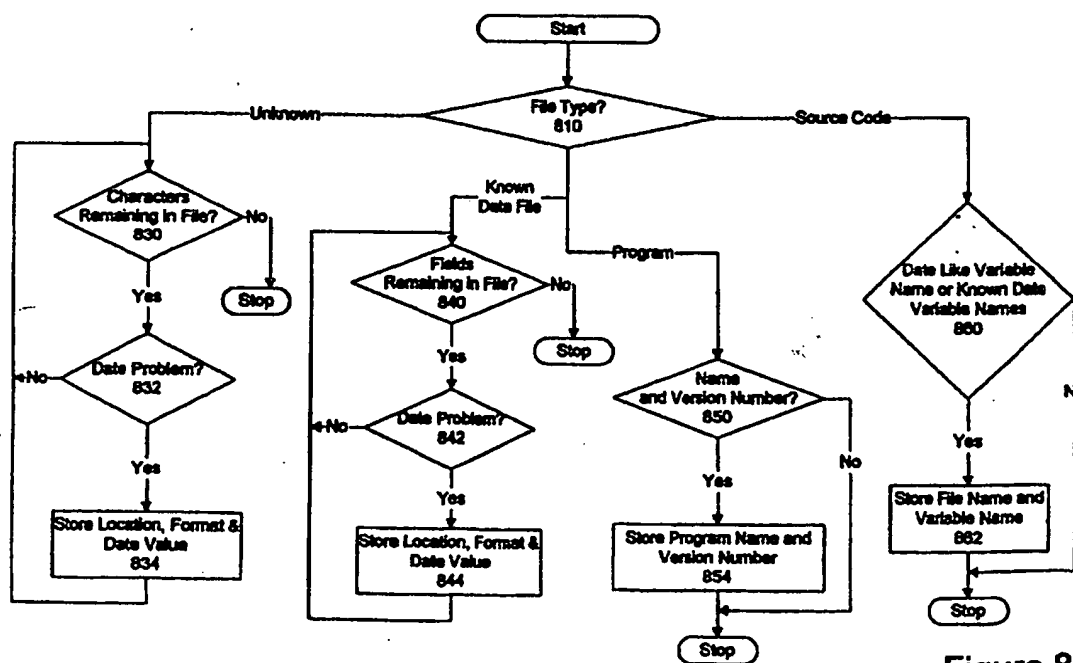 Start
File Type?
810
Unknown
Source Code
Known
Data File
Program
Characters
Remaining In File?
830
No
Stop
Yes
Date Problem?
832
No
Yes
Store Location, Format &
Date Value
834
Fields
Remaining In File?
840
No
Stop
Yes
Date Problem?
842
No
Yes
Store Location, Format &
Date Value
844
Name
and Version Number?
850
No
Yes
Store Program Name and
Version Number
854
Stop
Date Like Variable
Name or Known Date
Variable Names
860
N
Yes
Store File Name and
Variable Name
862
Stop
Figure 8